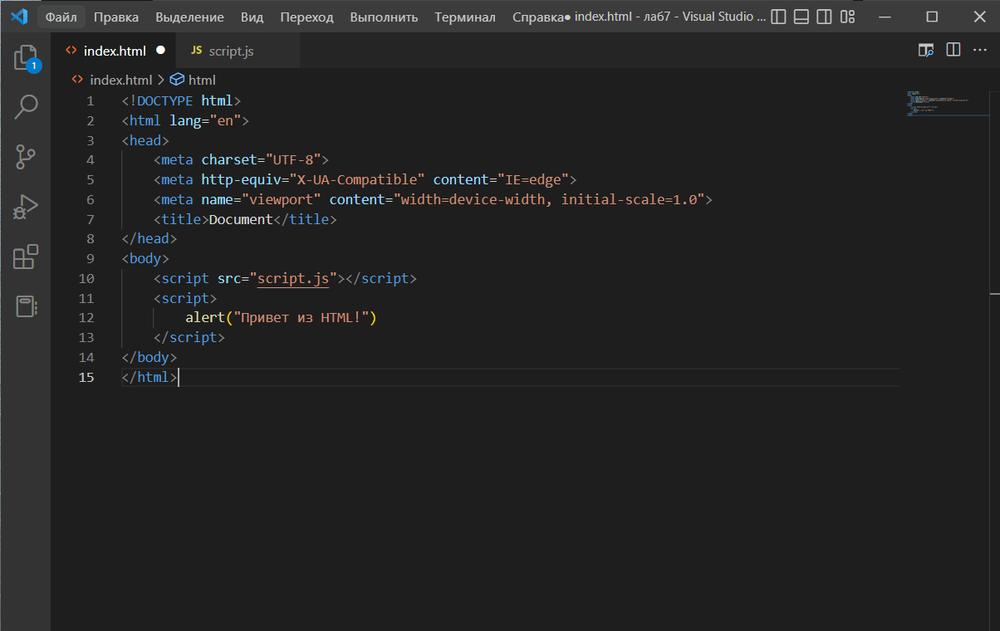 Файл Правка Выделение Вид Переход Выполнить Терминал Справка ● index.html - ла67 - Visual Studio ...
index.html ● JS script.js
index.html > html
1
1 <!DOCTYPE html>
2 <html lang="en">
3 <head>
4 <meta charset="UTF-8">
5 <meta http-equiv="X-UA-Compatible" content="IE=edge">
6 <meta name="viewport" content="width=device-width, initial-scale=1.0">
7 <title>Document</title>
8 </head>
9 <body>
10 <script src="script.js"></script>
11 <script>
12 alert("Привет из HTML!")
13 </script>
14 </body>
15 </html>